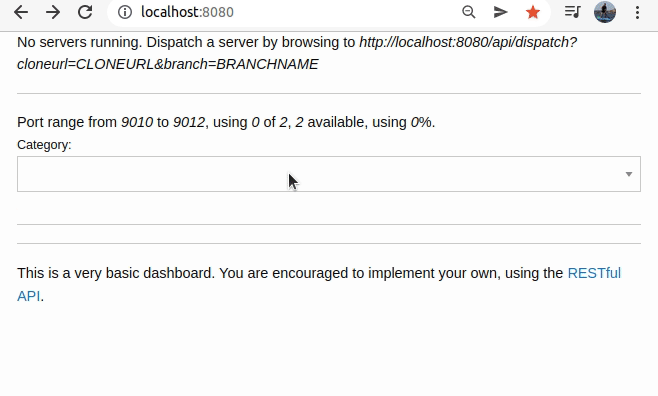 localhost:8080
No servers running. Dispatch a server by browsing to http://localhost:8080/api/dispatch?
cloneurl=CLONEURL&branch=BRANCHNAME
Port range from 9010 to 9012, using 0 of 2, 2 available, using 0%.
Category:
This is a very basic dashboard. You are encouraged to implement your own, using the RESTful
API.